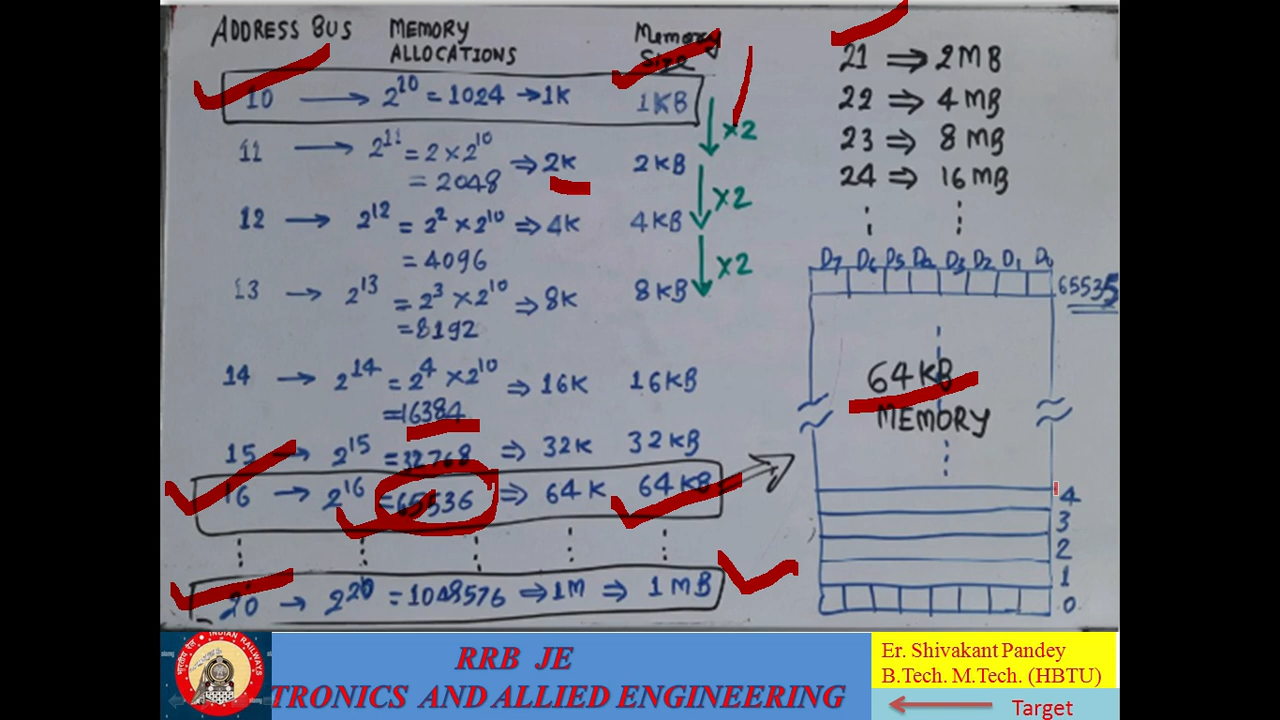 ADDRESS BUS MEMORY ALLOCATIONS Memory Size
10 → 2^10 = 1024 → 1K 1KB
×2
11 → 2^11 = 2 × 2^10 ⇒ 2K 2KB
= 2048
×2
12 → 2^12 = 2^2 × 2^10 ⇒ 4K 4KB
= 4096
×2
13 → 2^13 = 2^3 × 2^10 ⇒ 8K 8KB
= 8192
14 → 2^14 = 2^4 × 2^10 ⇒ 16K 16KB
= 16384
15 → 2^15 = 32768 ⇒ 32K 32KB
16 → 2^16 = 65536 ⇒ 64K 64KB
20 → 2^20 = 1048576 → 1M ⇒ 1MB
21 ⇒ 2MB
22 ⇒ 4MB
23 ⇒ 8MB
24 ⇒ 16MB
D7 D6 D5 D4 D3 D2 D1 D0
65535
64KB
MEMORY
4
3
2
1
0
INDIAN RAILWAYS
RRB JE
TRONICS AND ALLIED ENGINEERING
Er. Shivakant Pandey
B.Tech. M.Tech. (HBTU)
Target